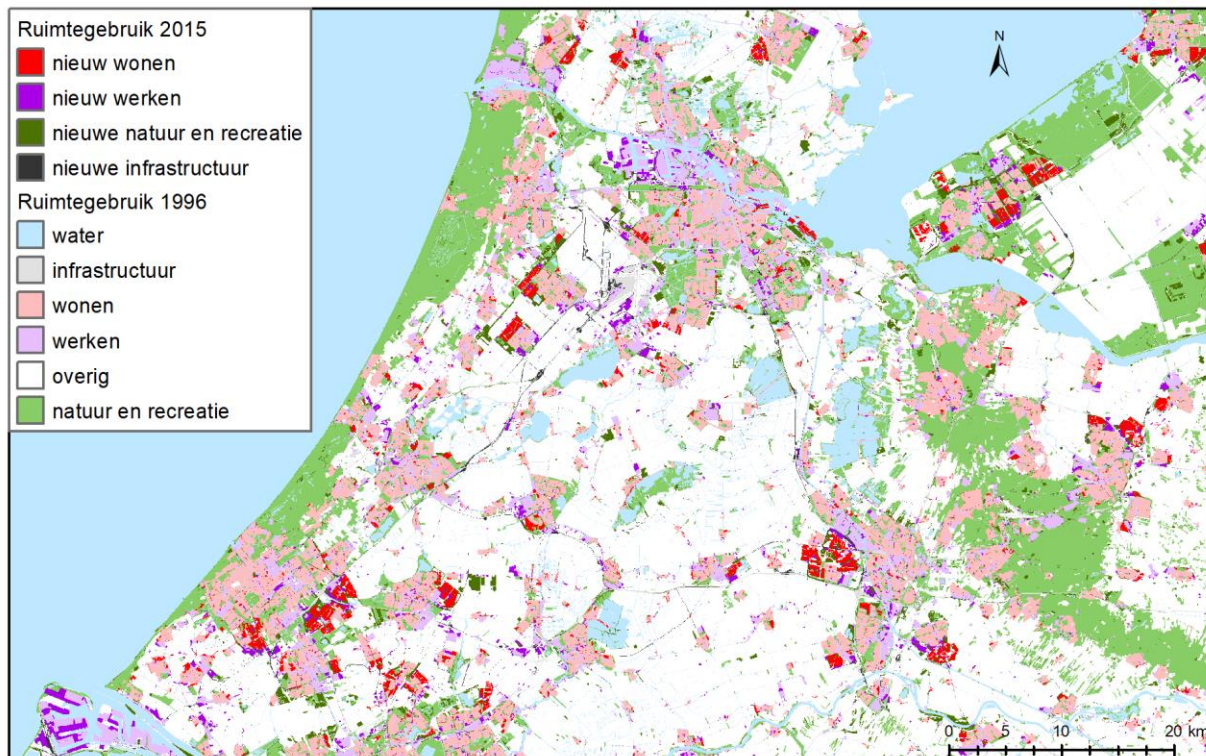 Ruimtegebruik 2015
nieuw wonen
nieuw werken
nieuwe natuur en recreatie
nieuwe infrastructuur
Ruimtegebruik 1996
water
infrastructuur
wonen
werken
overig
natuur en recreatie
N
0 5 10 20 km